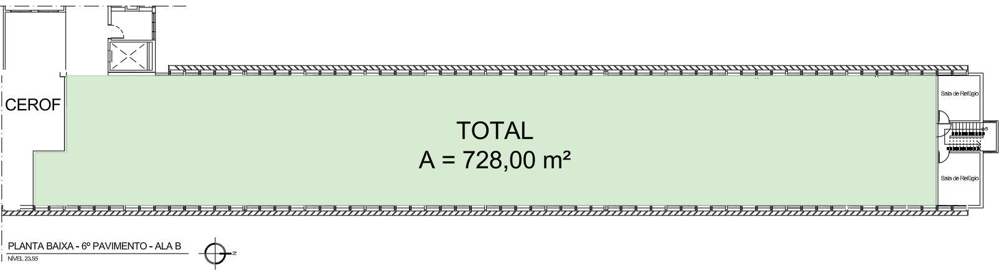 Sala de Refúgio
CEROF
TOTAL
A = 728,00 m²
S
Sala de Refúgio
PLANTA BAIXA - 6º PAVIMENTO - ALA B
NÍVEL 23.55
N